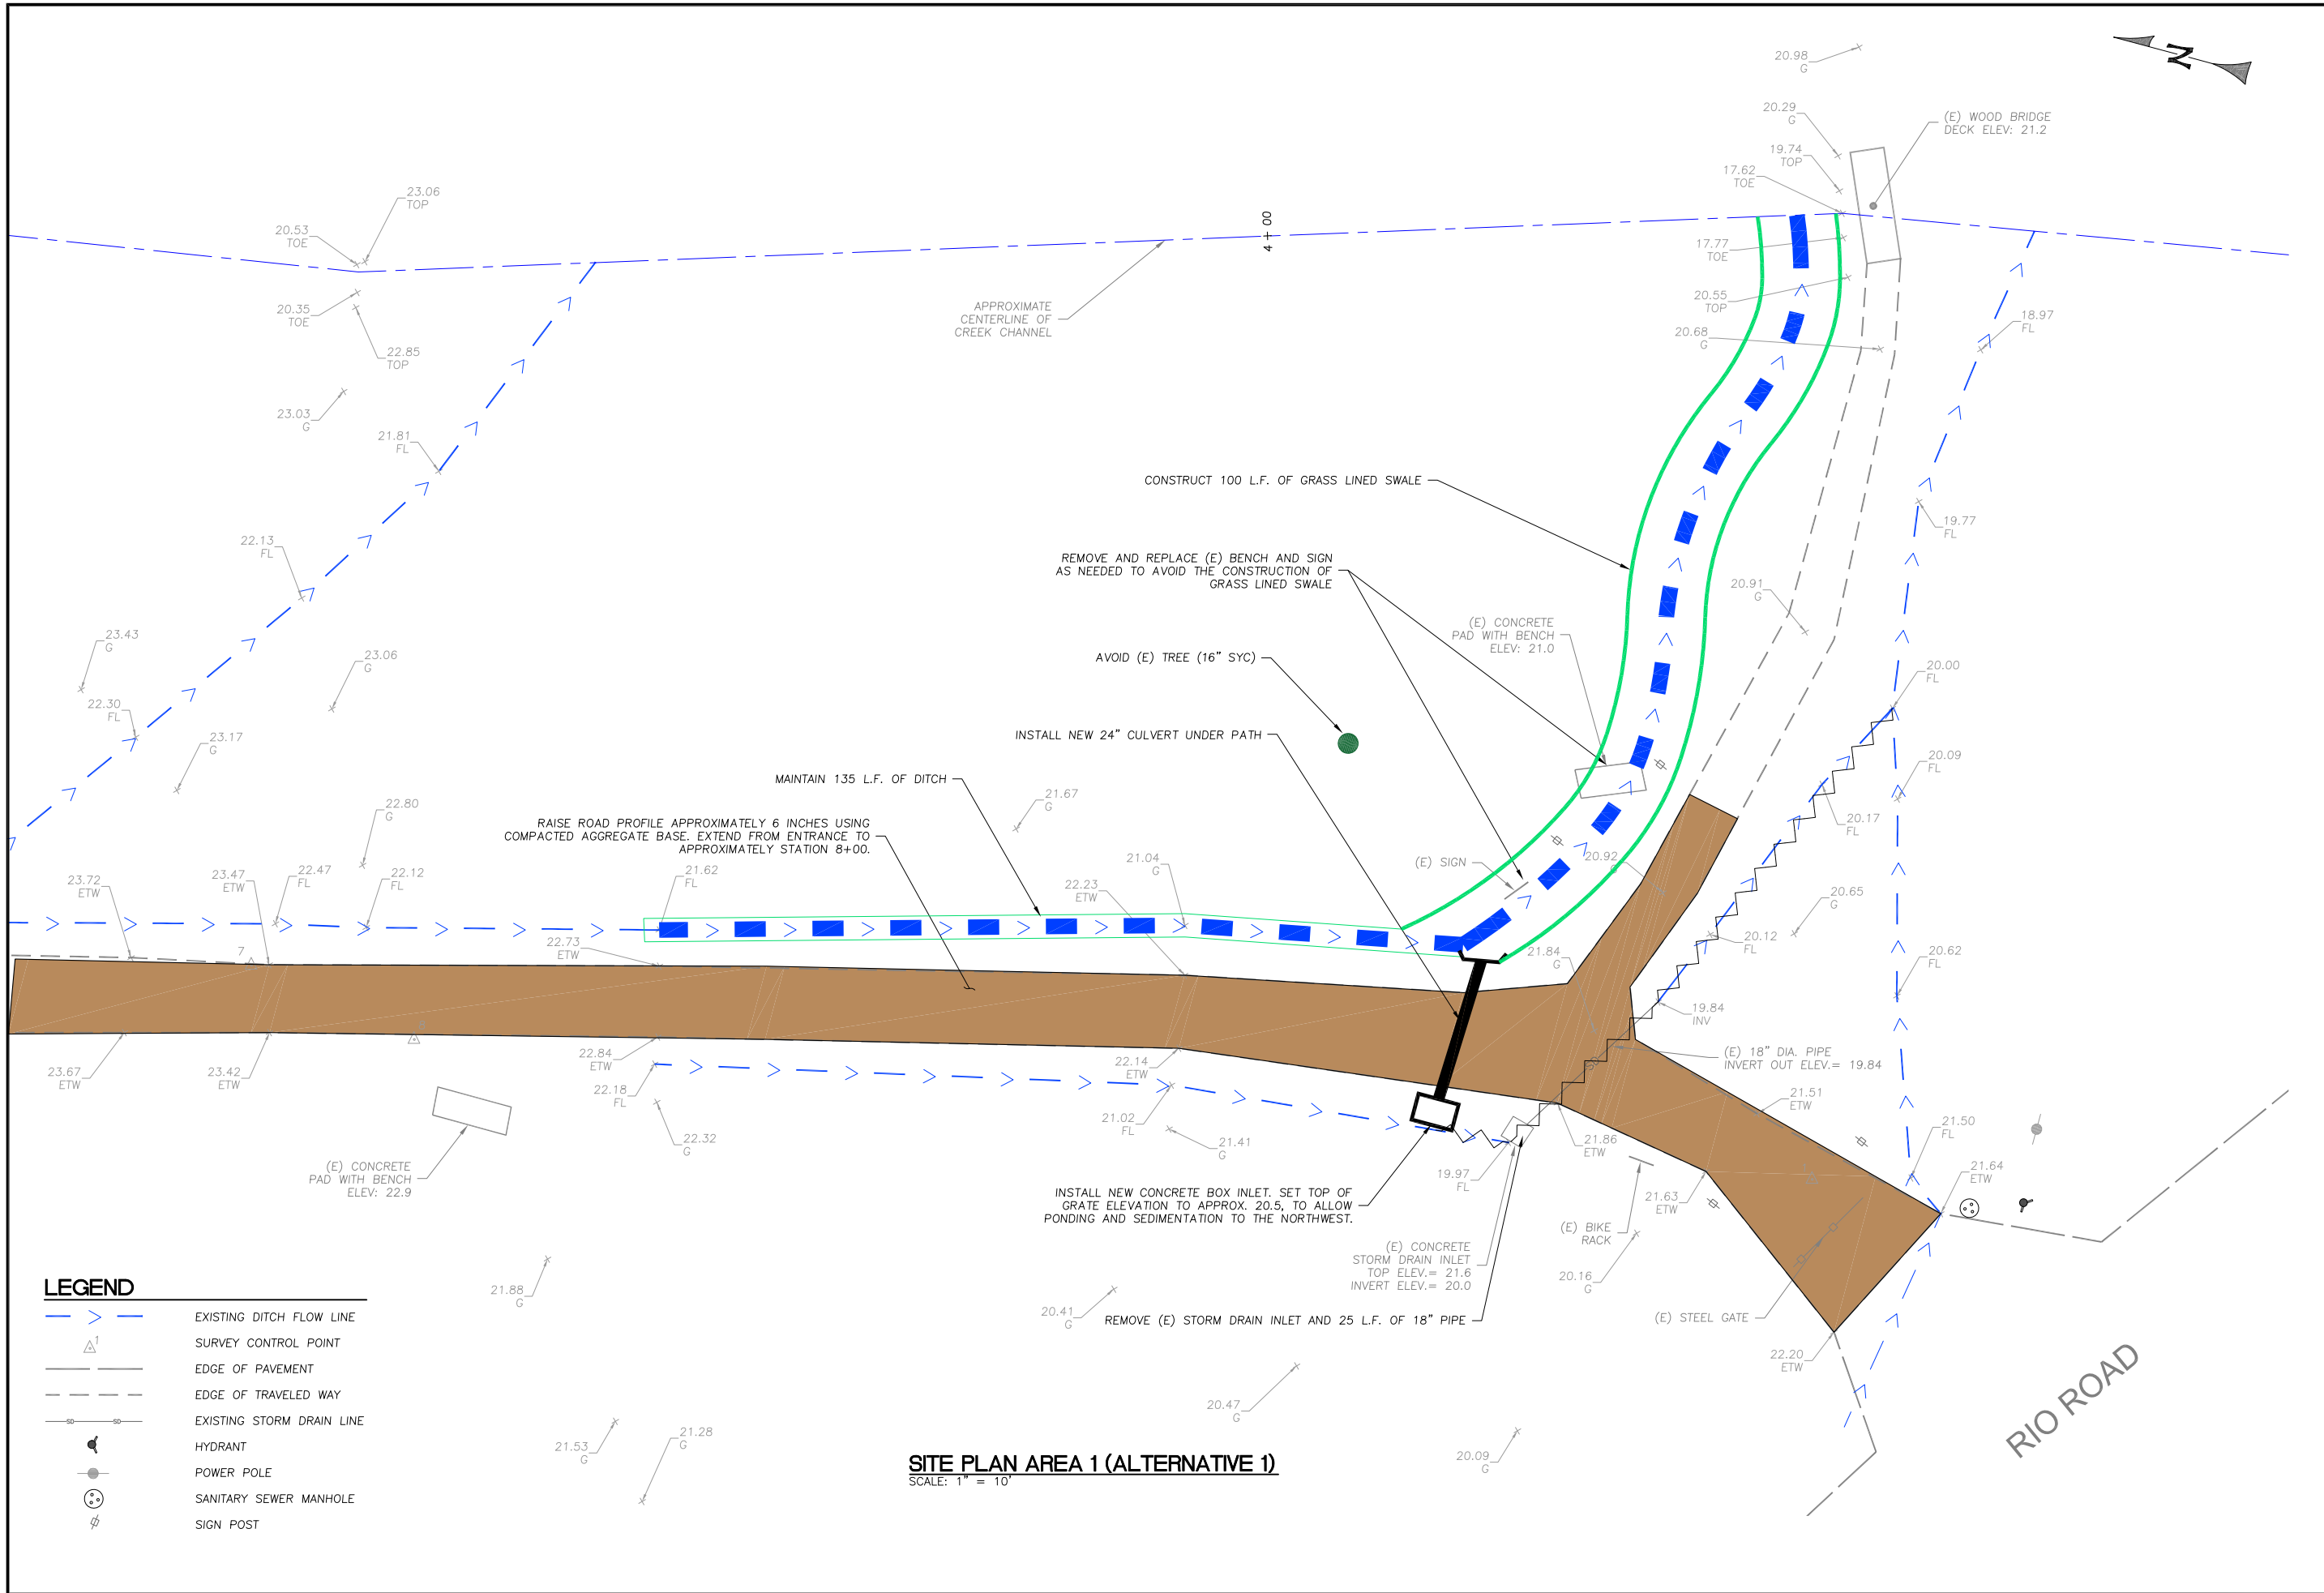 N
20.98
G
20.29
G
(E) WOOD BRIDGE
DECK ELEV: 21.2
19.74
TOP
17.62
TOE
23.06
TOP
20.53
TOE
4+00
17.77
TOE
20.55
TOP
APPROXIMATE
CENTERLINE OF
CREEK CHANNEL
20.35
TOE
18.97
FL
20.68
G
22.85
TOP
23.03
G
21.81
FL
CONSTRUCT 100 L.F. OF GRASS LINED SWALE
19.77
FL
22.13
FL
REMOVE AND REPLACE (E) BENCH AND SIGN
AS NEEDED TO AVOID THE CONSTRUCTION OF
GRASS LINED SWALE
20.91
G
(E) CONCRETE
PAD WITH BENCH
ELEV: 21.0
23.43
G
23.06
G
AVOID (E) TREE (16" SYC)
20.00
FL
22.30
FL
23.17
G
INSTALL NEW 24" CULVERT UNDER PATH
20.09
FL
MAINTAIN 135 L.F. OF DITCH
22.80
G
21.67
G
20.17
FL
RAISE ROAD PROFILE APPROXIMATELY 6 INCHES USING
COMPACTED AGGREGATE BASE. EXTEND FROM ENTRANCE TO
APPROXIMATELY STATION 8+00.
23.72
ETW
23.47
ETW
22.47
FL
22.12
FL
21.62
FL
21.04
G
22.23
ETW
(E) SIGN
20.92
G
20.65
G
20.12
FL
7
22.73
ETW
21.84
G
20.62
FL
19.84
INV
23.67
ETW
23.42
ETW
22.84
ETW
22.18
FL
22.14
ETW
SD
(E) 18" DIA. PIPE
INVERT OUT ELEV.= 19.84
21.51
ETW
21.02
FL
22.32
G
21.41
G
21.86
ETW
21.50
FL
(E) CONCRETE
PAD WITH BENCH
ELEV: 22.9
19.97
FL
21.64
ETW
INSTALL NEW CONCRETE BOX INLET. SET TOP OF
GRATE ELEVATION TO APPROX. 20.5, TO ALLOW
PONDING AND SEDIMENTATION TO THE NORTHWEST.
21.63
ETW
(E) BIKE
RACK
(E) CONCRETE
STORM DRAIN INLET
TOP ELEV.= 21.6
INVERT ELEV.= 20.0
20.16
G
21.88
G
20.41
G
REMOVE (E) STORM DRAIN INLET AND 25 L.F. OF 18" PIPE
(E) STEEL GATE
22.20
ETW
20.47
G
21.53
G
21.28
G
20.09
G
RIO ROAD
LEGEND
EXISTING DITCH FLOW LINE
1
SURVEY CONTROL POINT
EDGE OF PAVEMENT
EDGE OF TRAVELED WAY
SD SD
EXISTING STORM DRAIN LINE
HYDRANT
POWER POLE
SANITARY SEWER MANHOLE
SIGN POST
SITE PLAN AREA 1 (ALTERNATIVE 1)
SCALE: 1" = 10'